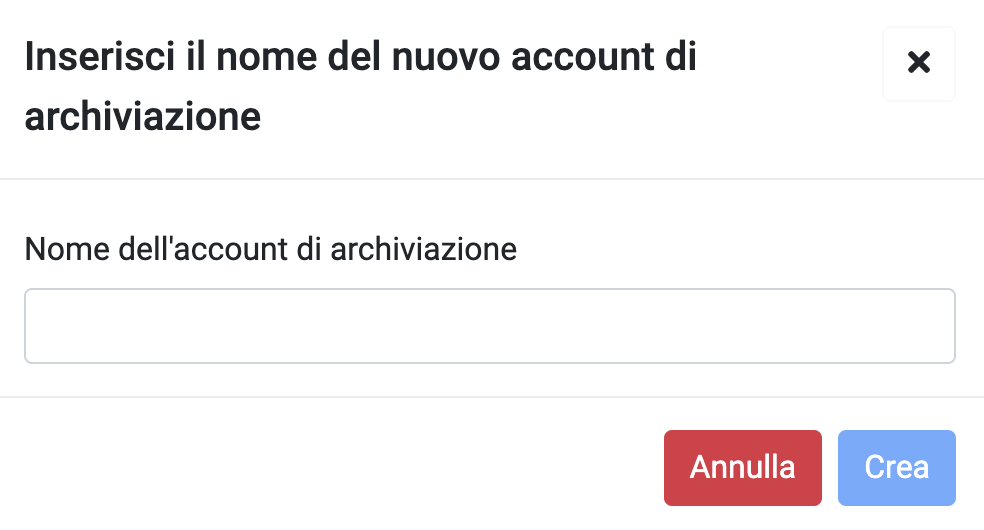 Inserisci il nome del nuovo account di
archiviazione
Nome dell'account di archiviazione
Annulla
Crea